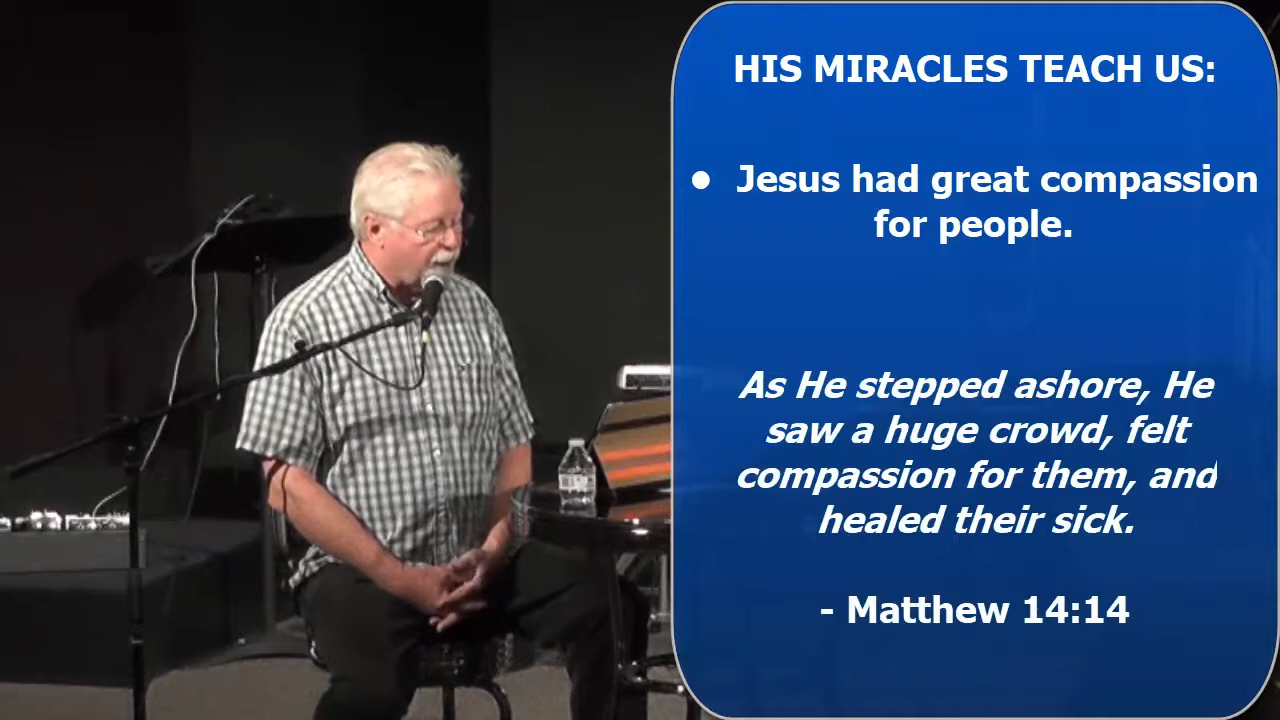 HIS MIRACLES TEACH US:
● Jesus had great compassion
for people.
As He stepped ashore, He
saw a huge crowd, felt
compassion for them, and
healed their sick.
- Matthew 14:14